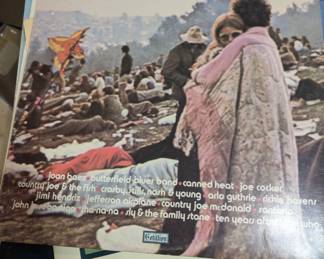 joan baez · butterfield blues band · canned heat · joe cocker
country joe & the fish · crosby, stills, nash & young · arlo guthrie · richie havens
jimi hendrix · jefferson airplane · country joe mcdonald · santana
john sebastian · sha-na-na · sly & the family stone · ten years after · who
Cotillion